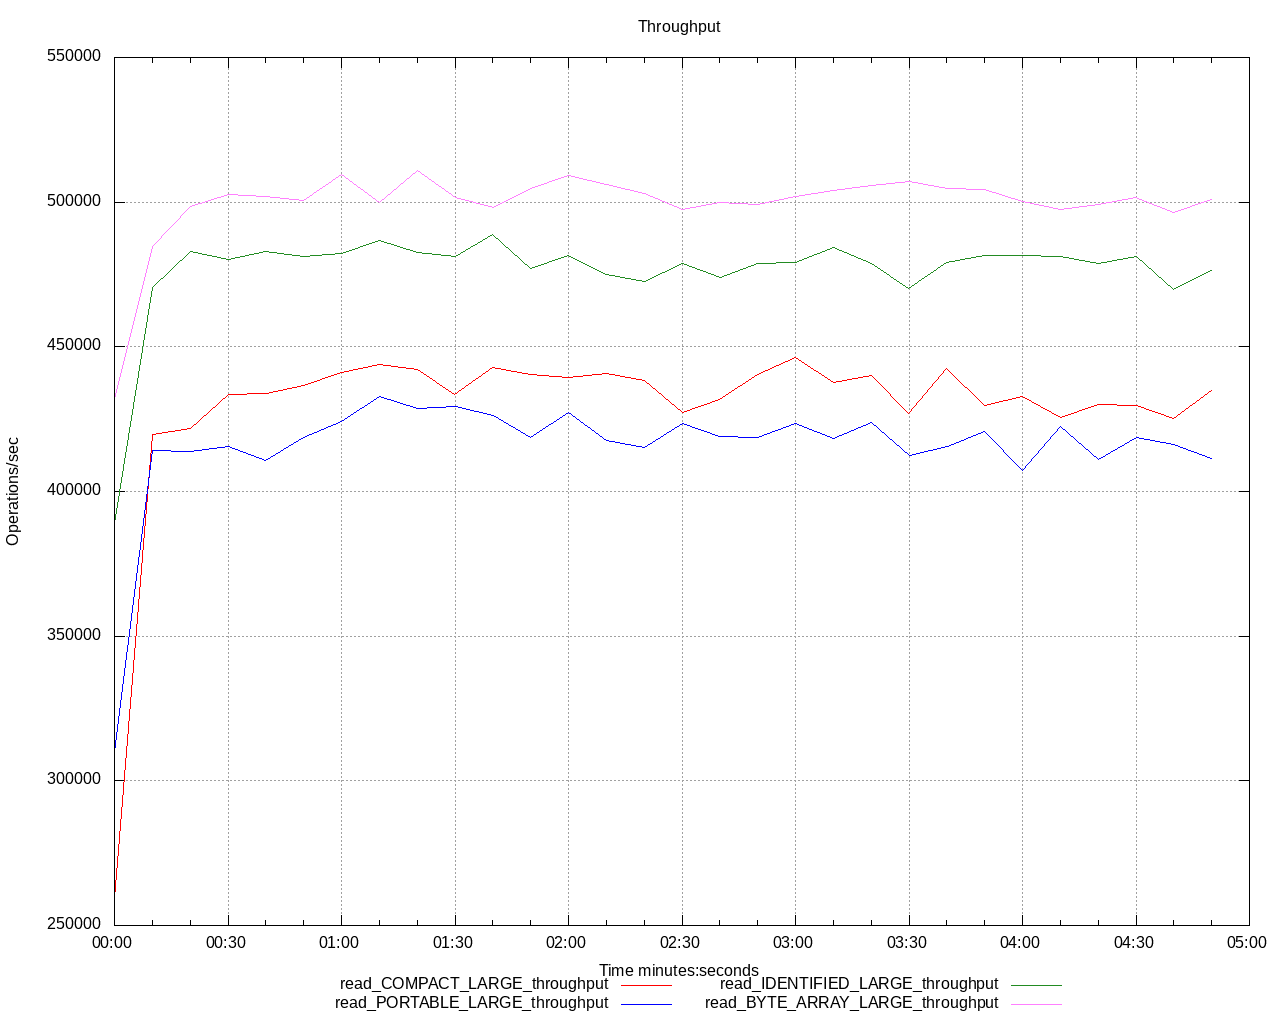 Throughput
550000
500000
450000
400000
350000
300000
250000
Operations/sec
00:00 00:30 01:00 01:30 02:00 02:30 03:00 03:30 04:00 04:30 05:00
Time minutes:seconds
read_COMPACT_LARGE_throughput read_IDENTIFIED_LARGE_throughput
read_PORTABLE_LARGE_throughput read_BYTE_ARRAY_LARGE_throughput